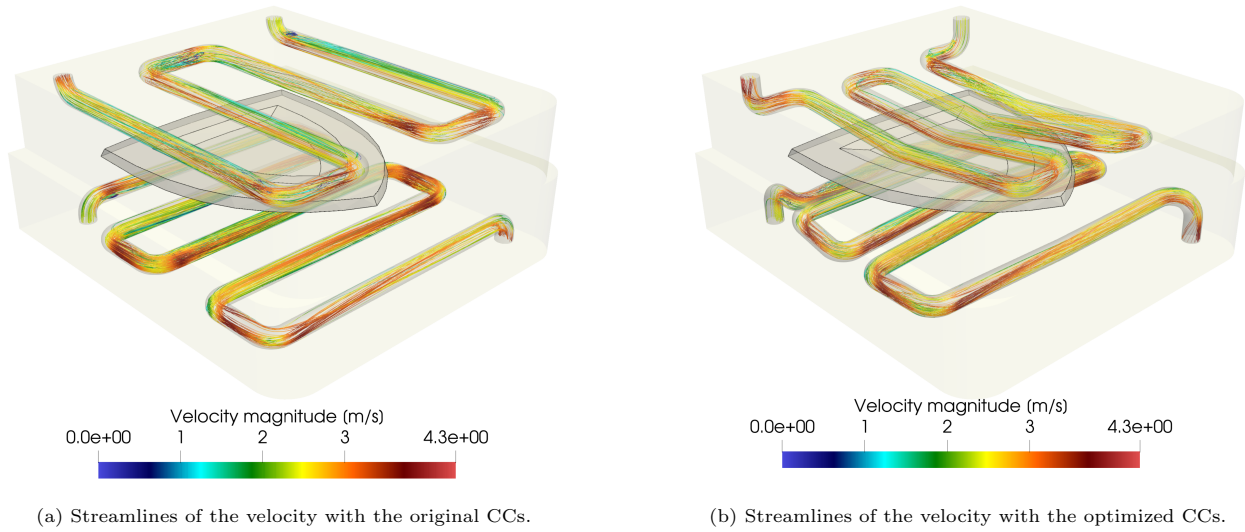 Velocity magnitude (m/s)
0.0e+00 1 2 3 4.3e+00
(a) Streamlines of the velocity with the original CCs.
Velocity magnitude (m/s)
0.0e+00 1 2 3 4.3e+00
(b) Streamlines of the velocity with the optimized CCs.